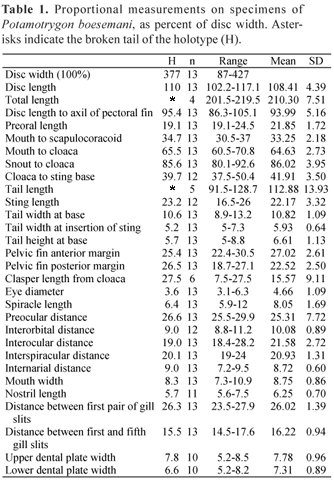 Table 1. Proportional measurements on specimens of
Potamotrygon boesemani, as percent of disc width. Aster-
isks indicate the broken tail of the holotype (H).
H n Range Mean SD
Disc width (100%) 377 13 87-427
Disc length 110 13 102.2-117.1 108.41 4.39
Total length * 4 201.5-219.5 210.30 7.51
Disc length to axil of pectoral fin 95.4 13 86.3-105.1 93.99 5.16
Preoral length 19.1 13 19.1-24.5 21.85 1.72
Mouth to scapulocoracoid 34.7 13 30.5-37 33.25 2.18
Mouth to cloaca 65.5 13 60.5-70.8 64.63 2.73
Snout to cloaca 85.6 13 80.1-92.6 86.02 3.95
Cloaca to sting base 39.7 12 37.5-50.4 41.91 3.50
Tail length * 5 91.5-128.7 112.88 13.93
Sting length 23.2 12 16.5-26 22.17 3.32
Tail width at base 10.6 13 8.9-13.2 10.82 1.09
Tail width at insertion of sting 5.2 13 5-7.3 5.93 0.64
Tail height at base 5.7 13 5-8.8 6.61 1.13
Pelvic fin anterior margin 25.4 13 22.4-30.5 27.02 2.61
Pelvic fin posterior margin 26.5 13 18.7-27.1 22.52 2.50
Clasper length from cloaca 27.5 6 7.5-27.5 15.57 9.11
Eye diameter 3.6 13 3.1-6.3 4.66 1.09
Spiracle length 6.4 13 5.9-12 8.05 1.69
Preocular distance 26.6 13 25.5-29.9 25.31 7.72
Interorbital distance 9.0 12 8.8-11.2 10.08 0.89
Interocular distance 19.0 13 18.4-28.2 21.58 2.72
Interspiracular distance 20.1 13 19-24 20.93 1.31
Internarial distance 9.0 13 7.2-9.5 8.72 0.60
Mouth width 8.3 13 7.3-10.9 8.75 0.86
Nostril length 5.7 11 5.6-7.5 6.25 0.70
Distance between first pair of gill 26.3 13 23.5-27.9 26.02 1.39
slits
Distance between first and fifth 15.5 13 14.5-17.6 16.22 0.94
gill slits
Upper dental plate width 7.8 10 5.2-8.5 7.78 0.96
Lower dental plate width 6.6 10 5.2-8.2 7.31 0.89